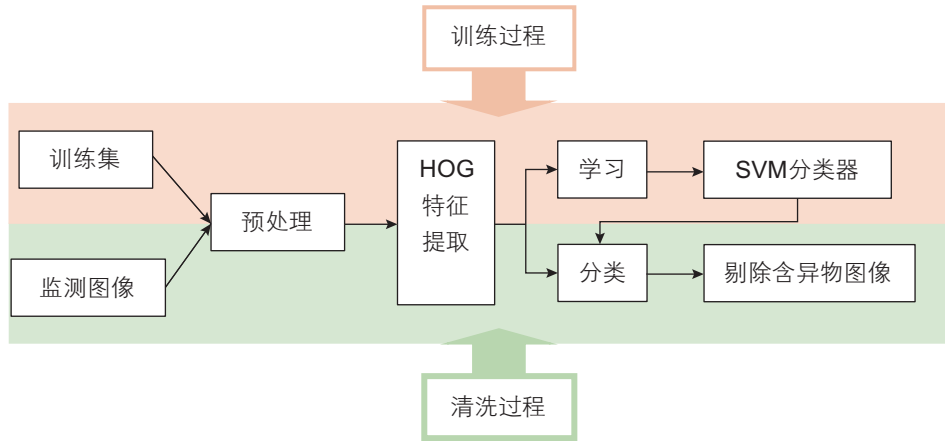 训练过程
训练集
HOG
特征
提取
学习
SVM分类器
预处理
监测图像
分类
剔除含异物图像
清洗过程